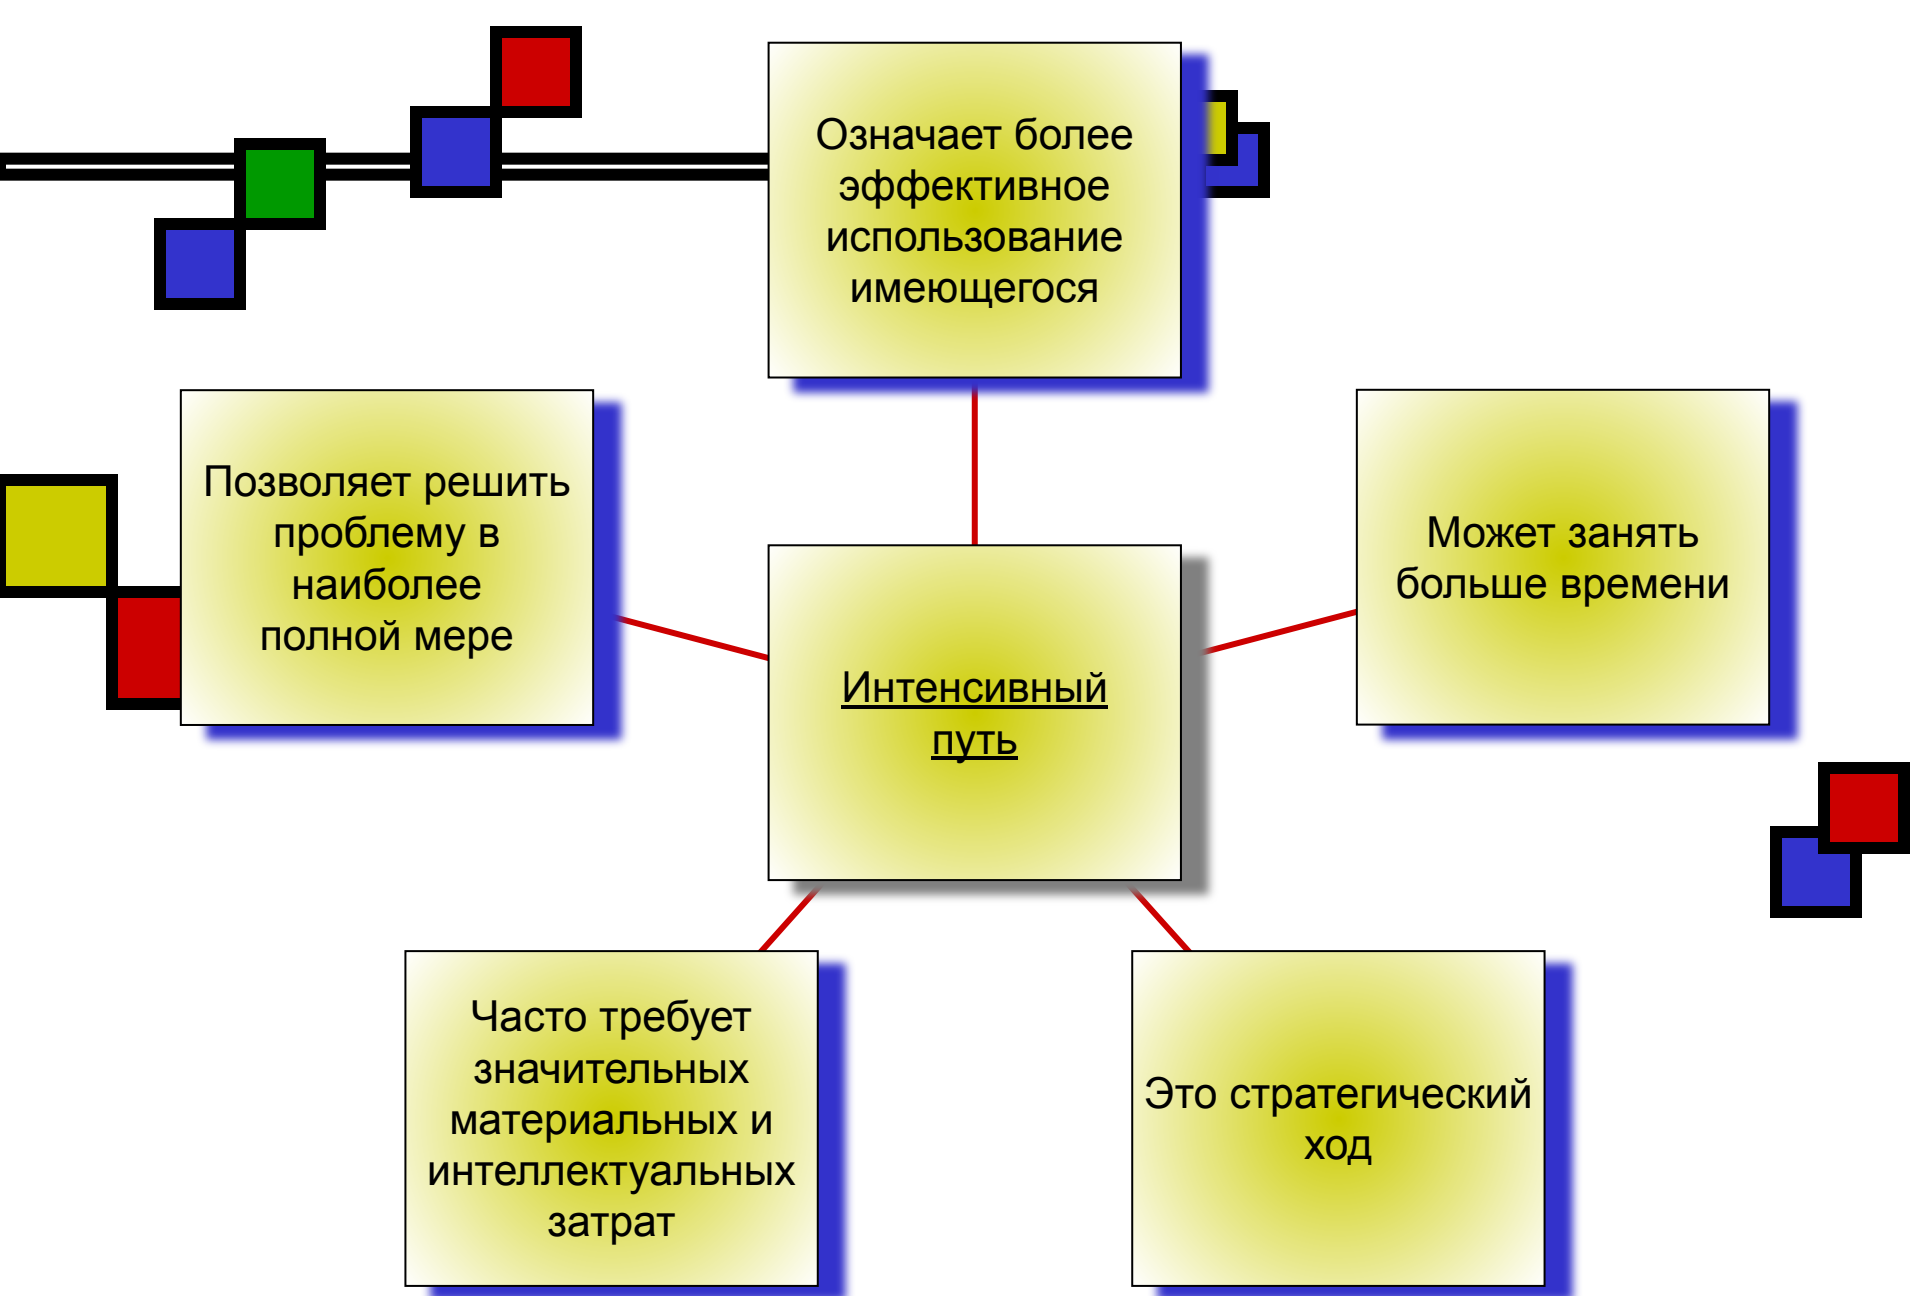 Означает более
эффективное
использование
имеющегося
Позволяет решить
проблему в
наиболее
полной мере
Может занять
больше времени
Интенсивный
путь
Часто требует
значительных
материальных и
интеллектуальных
затрат
Это стратегический
ход